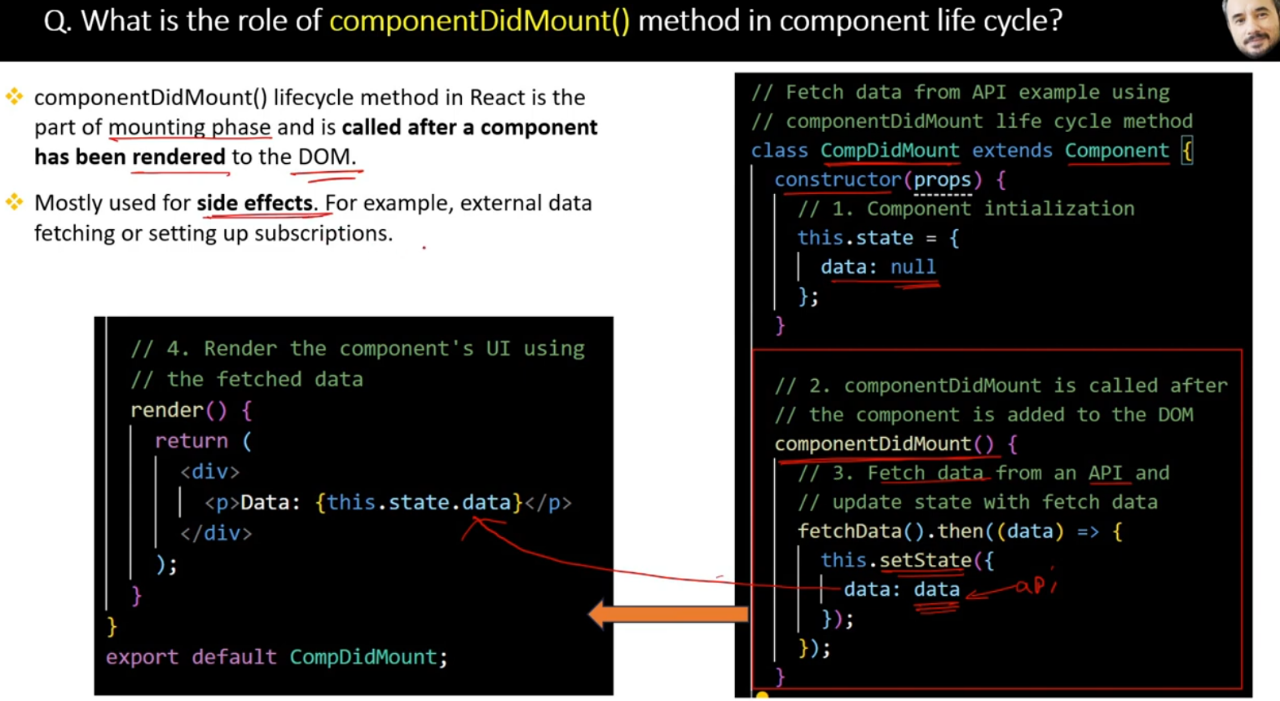 Q. What is the role of componentDidMount() method in component life cycle?
componentDidMount() lifecycle method in React is the
part of mounting phase and is called after a component
has been rendered to the DOM.
Mostly used for side effects. For example, external data
fetching or setting up subscriptions.
// Fetch data from API example using
// componentDidMount life cycle method
class CompDidMount extends Component {
constructor(props) {
// 1. Component intialization
this.state = {
data: null
};
}
// 2. componentDidMount is called after
// the component is added to the DOM
componentDidMount() {
// 3. Fetch data from an API and
// update state with fetch data
fetchData().then((data) => {
this.setState({
data: data
api
});
});
}
// 4. Render the component's UI using
// the fetched data
render() {
return (
<div>
<p>Data: {this.state.data}</p>
</div>
);
}
}
export default CompDidMount;